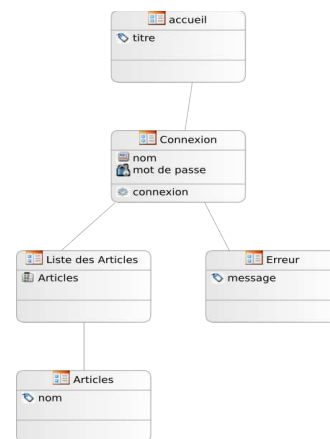 accueil
titre
Connexion
nom
mot de passe
connexion
Liste des Articles
Articles
Erreur
message
Articles
nom